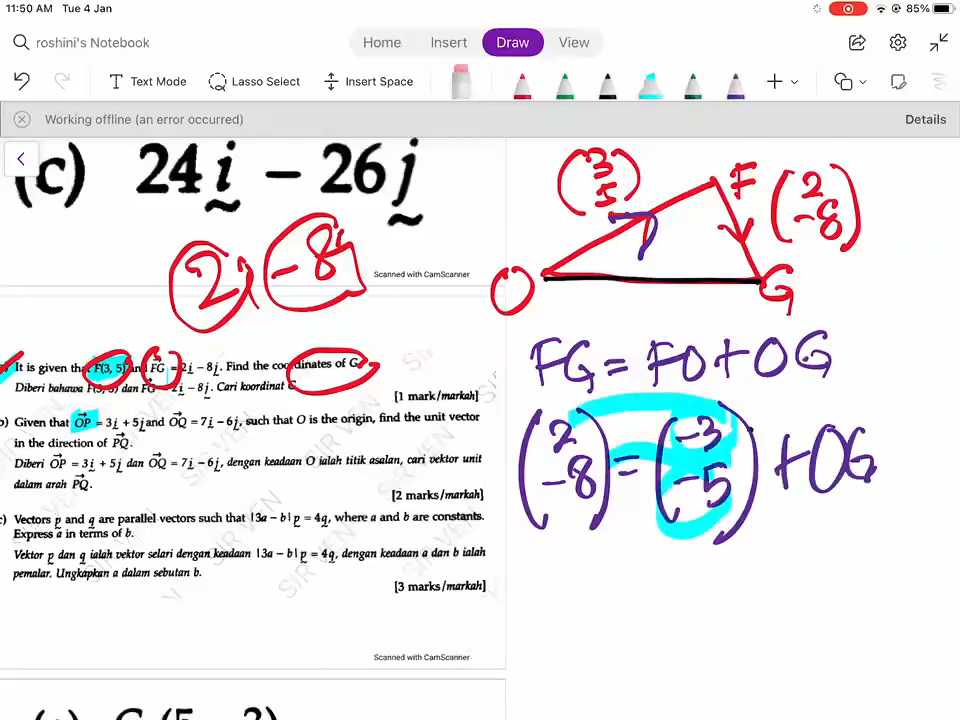 11:50 AM Tue 4 Jan
85%
roshini's Notebook
Home Insert Draw View
Text Mode Lasso Select Insert Space
Working offline (an error occurred)
Details
(c) 24i − 26j
2i − 8j
Scanned with CamScanner
It is given that F(3, 5) and FG = 2i − 8j. Find the coordinates of G.
Diberi bahawa F(3, 5) dan FG = 2i − 8j. Cari koordinat G.
[1 mark/markah]
b) Given that OP = 3i + 5j and OQ = 7i − 6j, such that O is the origin, find the unit vector
in the direction of PQ.
Diberi OP = 3i + 5j dan OQ = 7i − 6j, dengan keadaan O ialah titik asalan, cari vektor unit
dalam arah PQ.
[2 marks/markah]
c) Vectors p and q are parallel vectors such that |3a − b|p = 4q, where a and b are constants.
Express a in terms of b.
Vektor p dan q ialah vektor selari dengan keadaan |3a − b|p = 4q, dengan keadaan a dan b ialah
pemalar. Ungkapkan a dalam sebutan b.
[3 marks/markah]
SIR VEN
Scanned with CamScanner
(3
5)
F
(2
−8)
O
G
FG = FO + OG
(2
−8) = (−3
−5) + OG